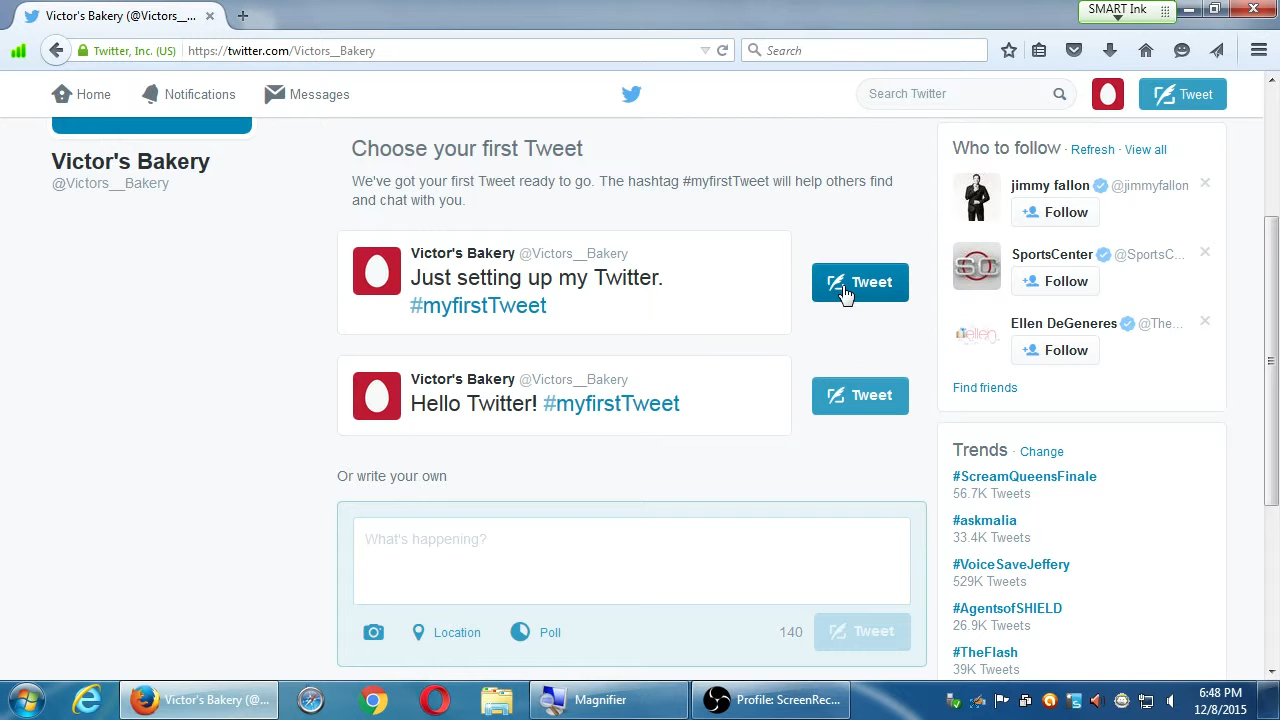 Victor's Bakery (@Victors__...
SMART Ink
Twitter, Inc. (US)
https://twitter.com/Victors__Bakery
Search
Home
Notifications
Messages
Search Twitter
Tweet
Victor's Bakery
@Victors__Bakery
Choose your first Tweet
We've got your first Tweet ready to go. The hashtag #myfirstTweet will help others find
and chat with you.
Victor's Bakery @Victors__Bakery
Just setting up my Twitter.
#myfirstTweet
Tweet
Victor's Bakery @Victors__Bakery
Hello Twitter! #myfirstTweet
Tweet
Or write your own
What's happening?
Location
Poll
140
Tweet
Who to follow · Refresh · View all
jimmy fallon @jimmyfallon
Follow
SC
SportsCenter @SportsC...
Follow
ellen
Ellen DeGeneres @The...
Follow
Find friends
Trends · Change
#ScreamQueensFinale
56.7K Tweets
#askmalia
33.4K Tweets
#VoiceSaveJeffery
529K Tweets
#AgentsofSHIELD
26.9K Tweets
#TheFlash
39K Tweets
Victor's Bakery (@...
Magnifier
Profile: ScreenRec...
6:48 PM
12/8/2015